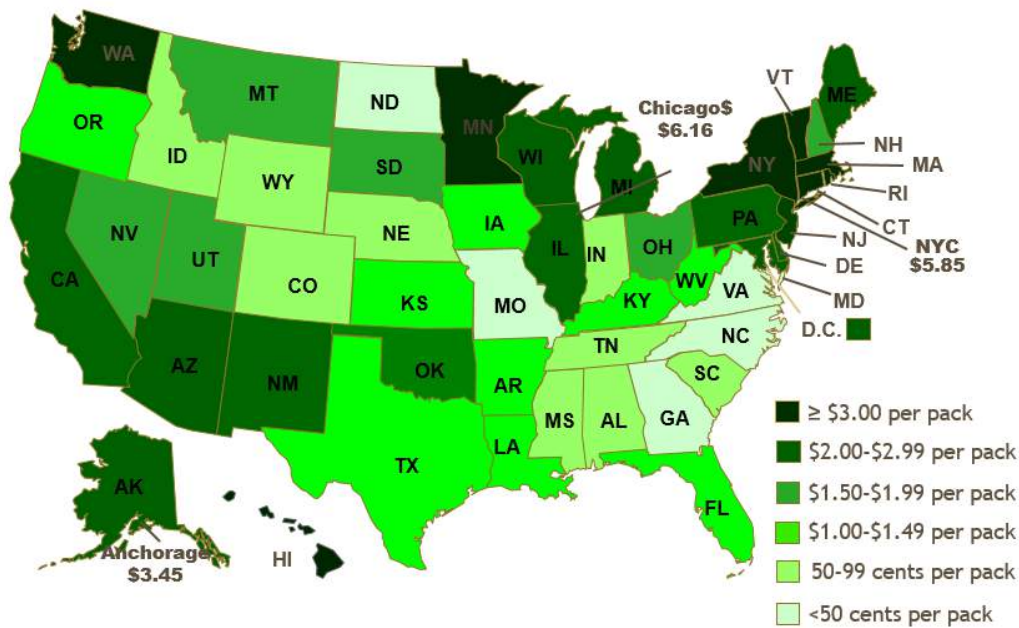 WA
MT
ND
MN
VT
ME
Chicago$
$6.16
OR
ID
WY
SD
WI
MI
NY
NH
MA
RI
CT
NYC
$5.85
NJ
DE
MD
D.C.
NV
UT
CA
CO
NE
IA
IL
IN
OH
PA
KS
MO
KY
WV
VA
AZ
NM
OK
AR
TN
NC
SC
TX
LA
MS
AL
GA
FL
AK
Anchorage
$3.45
HI
≥ $3.00 per pack
$2.00-$2.99 per pack
$1.50-$1.99 per pack
$1.00-$1.49 per pack
50-99 cents per pack
<50 cents per pack